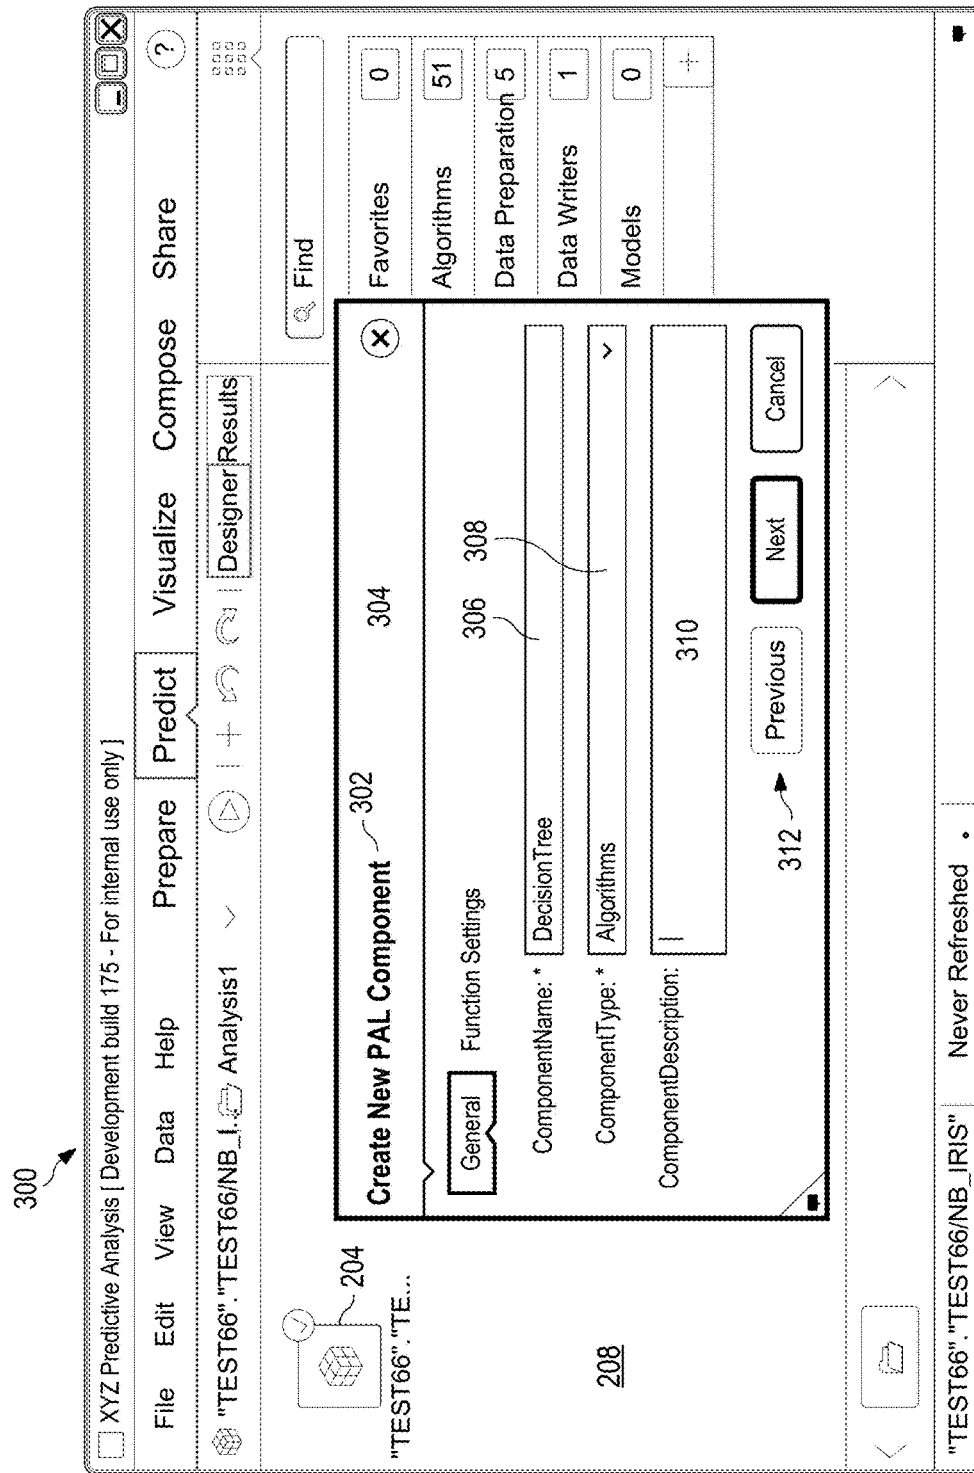 300
XYZ Predictive Analysis [ Development build 175 - For internal use only ]
File Edit View Data Help Prepare Predict Visualize Compose Share ?
"TEST66"."TEST66/NB_I. Analysis1 | + | Designer Results
Find
204
"TEST66"."TE...
208
Favorites 0
Algorithms 51
Data Preparation 5
Data Writers 1
Models 0
+
Create New PAL Component 302
304
General Function Settings
306 308
ComponentName: * DecisionTree
ComponentType: * Algorithms
ComponentDescription:
310
312 Previous Next Cancel
"TEST66"."TEST66/NB_IRIS" Never Refreshed